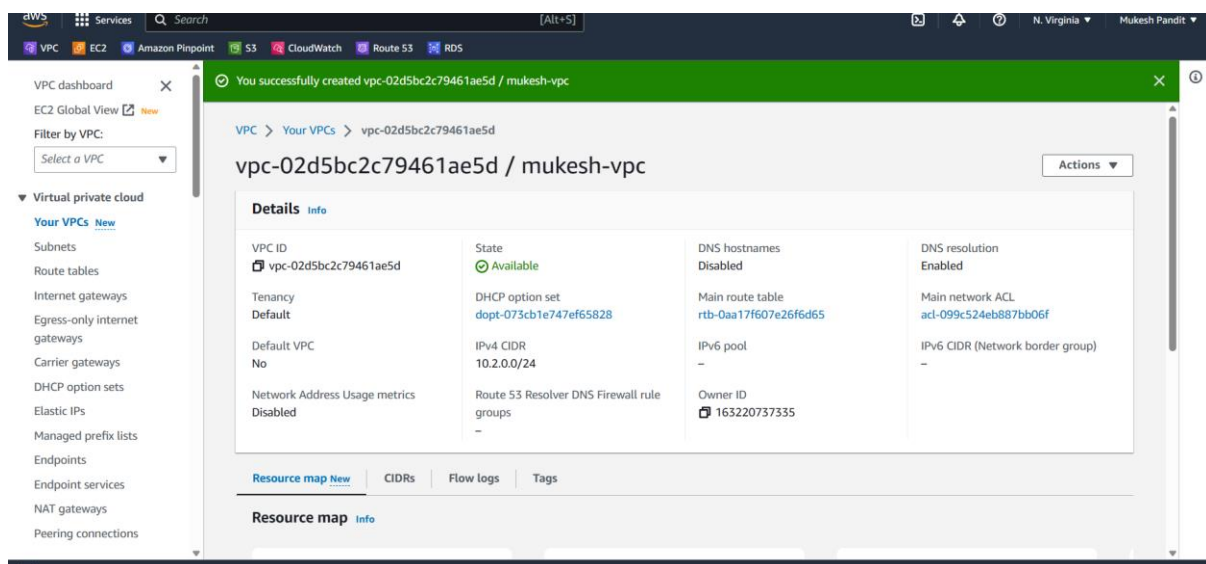 aws Services Search [Alt+S] N. Virginia ▼ Mukesh Pandit ▼
VPC EC2 Amazon Pinpoint S3 CloudWatch Route 53 RDS
VPC dashboard
EC2 Global View New
Filter by VPC:
Select a VPC
Virtual private cloud
Your VPCs New
Subnets
Route tables
Internet gateways
Egress-only internet
gateways
Carrier gateways
DHCP option sets
Elastic IPs
Managed prefix lists
Endpoints
Endpoint services
NAT gateways
Peering connections
You successfully created vpc-02d5bc2c79461ae5d / mukesh-vpc
VPC > Your VPCs > vpc-02d5bc2c79461ae5d
vpc-02d5bc2c79461ae5d / mukesh-vpc
Actions ▼
Details Info
VPC ID
vpc-02d5bc2c79461ae5d
State
Available
DNS hostnames
Disabled
DNS resolution
Enabled
Tenancy
Default
DHCP option set
dopt-073cb1e747ef65828
Main route table
rtb-0aa17f607e26f6d65
Main network ACL
acl-099c524eb887bb06f
Default VPC
No
IPv4 CIDR
10.2.0.0/24
IPv6 pool
–
IPv6 CIDR (Network border group)
–
Network Address Usage metrics
Disabled
Route 53 Resolver DNS Firewall rule
groups
–
Owner ID
163220737335
Resource map New CIDRs Flow logs Tags
Resource map Info